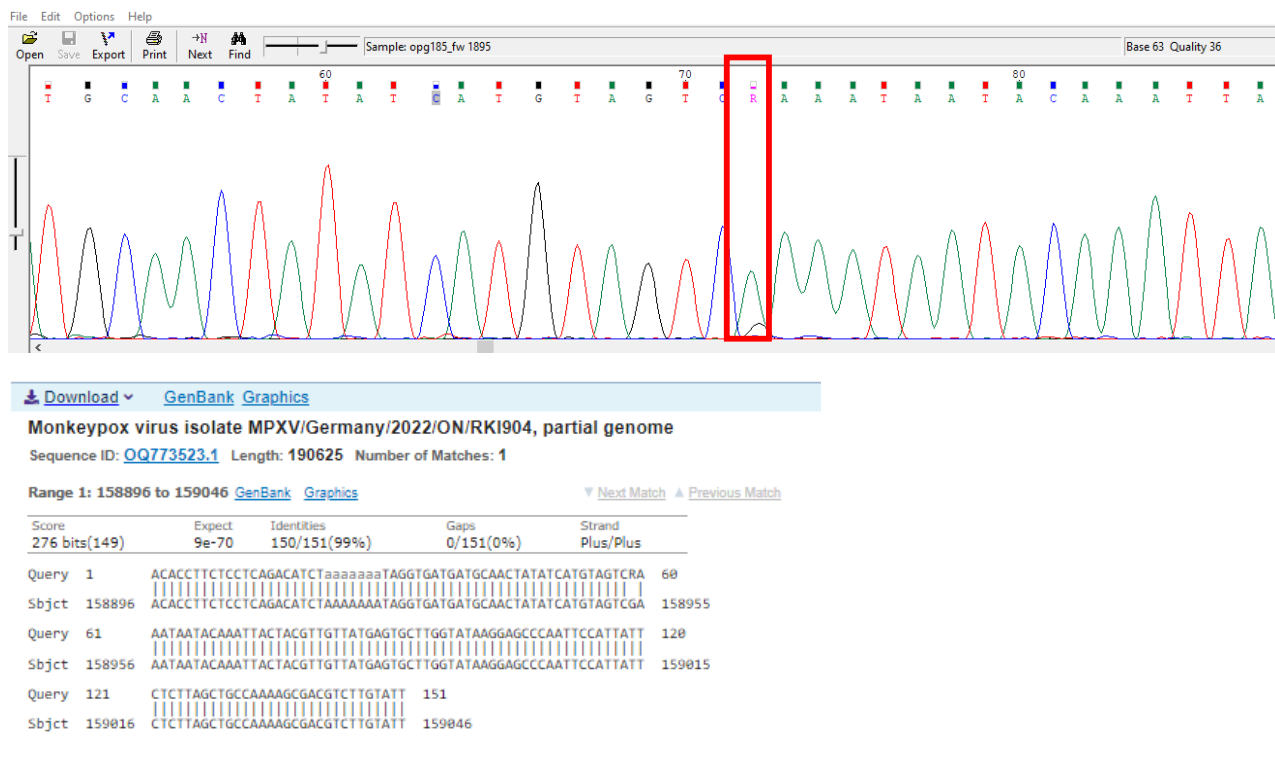 File Edit Options Help
Open Save Export Print Next Find Sample: opg185_fw 1895 Base 63 Quality 36
→N
60 70 80
T G C A A C T A T A T C A T G T A G T C R A A A T A A T A C A A A T T A
Download GenBank Graphics
Monkeypox virus isolate MPXV/Germany/2022/ON/RKI904, partial genome
Sequence ID: OQ773523.1 Length: 190625 Number of Matches: 1
Range 1: 158896 to 159046 GenBank Graphics Next Match Previous Match
Score Expect Identities Gaps Strand
276 bits(149) 9e-70 150/151(99%) 0/151(0%) Plus/Plus
Query 1 ACACCTTCTCCTCAGACATCTaaaaaaaTAGGTGATGATGCAACTATATCATGTAGTCRA 60
Sbjct 158896 ACACCTTCTCCTCAGACATCTAAAAAAATAGGTGATGATGCAACTATATCATGTAGTCGA 158955
Query 61 AATAATACAAATTACTACGTTGTTATGAGTGCTTGGTATAAGGAGCCCAATTCCATTATT 120
Sbjct 158956 AATAATACAAATTACTACGTTGTTATGAGTGCTTGGTATAAGGAGCCCAATTCCATTATT 159015
Query 121 CTCTTAGCTGCCAAAAGCGACGTCTTGTATT 151
Sbjct 159016 CTCTTAGCTGCCAAAAGCGACGTCTTGTATT 159046